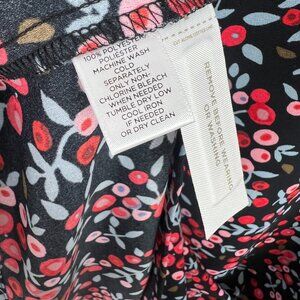 100% POLYESTER
POLYESTER
MACHINE WASH
COLD
SEPARATELY
ONLY NON-
CHLORINE BLEACH
WHEN NEEDED
TUMBLE DRY LOW
COOL IRON
IF NEEDED
OR DRY CLEAN
REMOVE BEFORE WEARING
OR WASHING